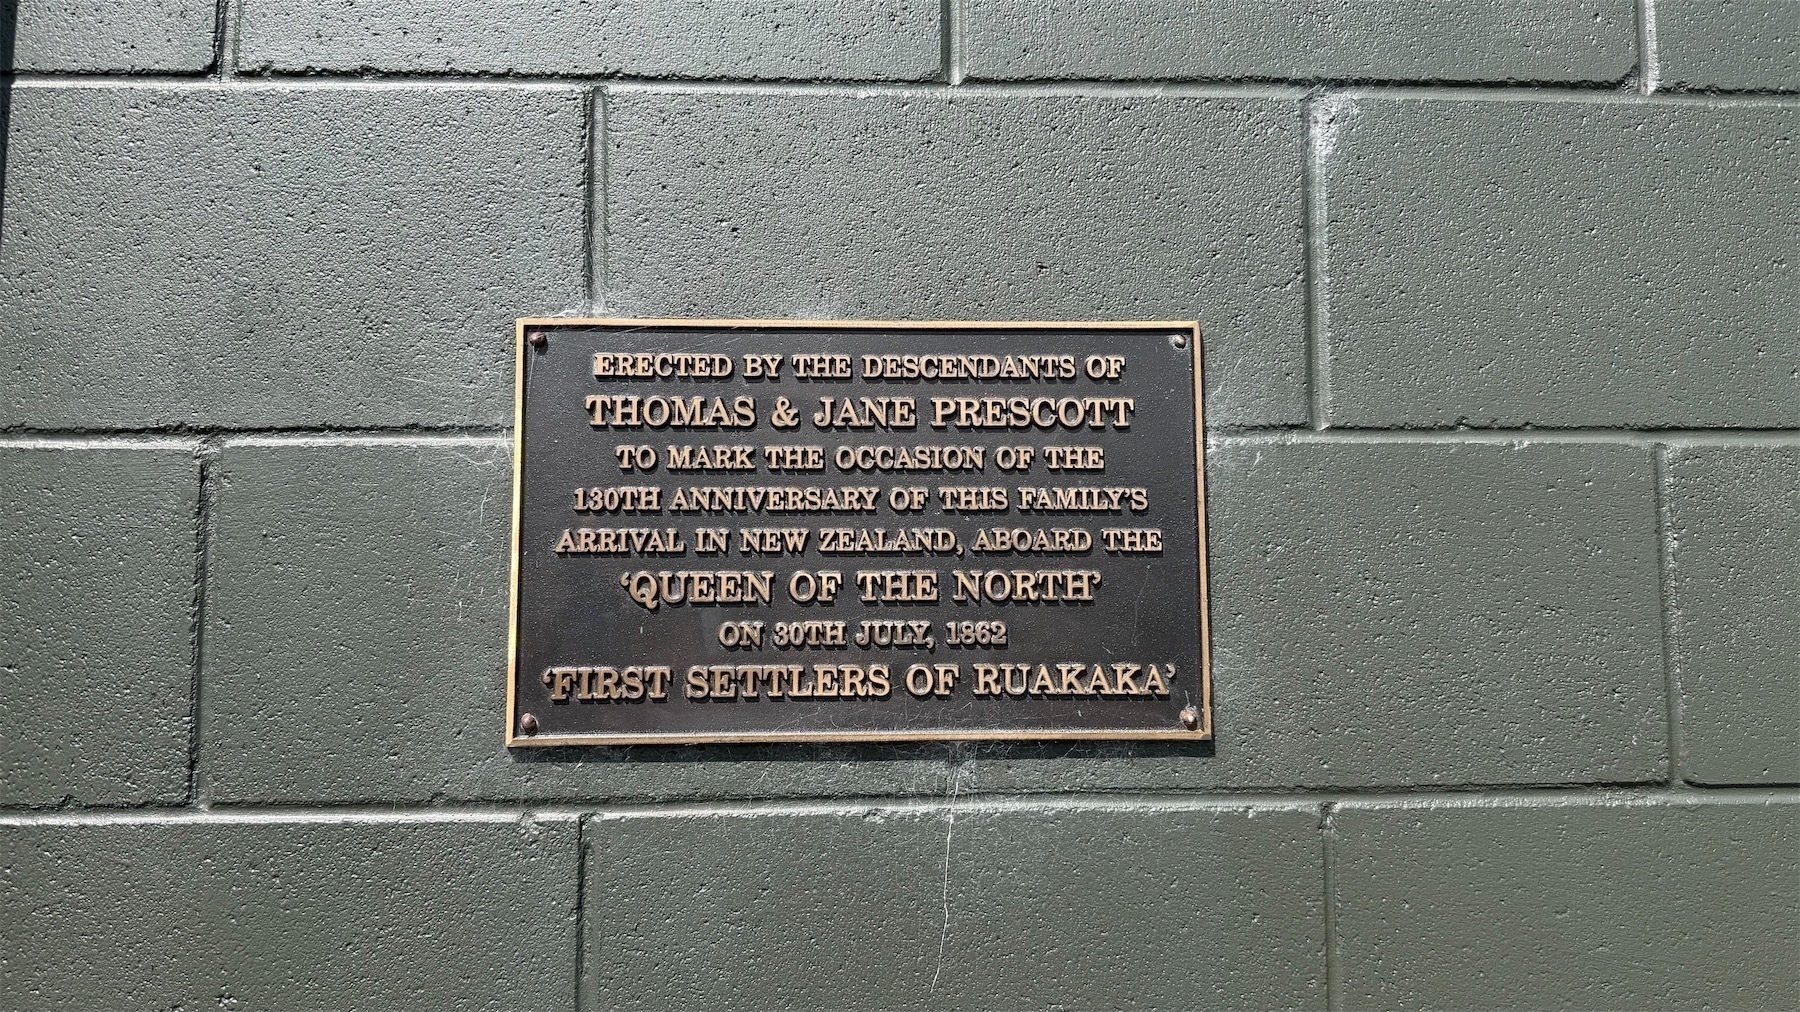 ERECTED BY THE DESCENDANTS OF
THOMAS & JANE PRESCOTT
TO MARK THE OCCASION OF THE
130TH ANNIVERSARY OF THIS FAMILY'S
ARRIVAL IN NEW ZEALAND, ABOARD THE
'QUEEN OF THE NORTH'
ON 30TH JULY, 1862
'FIRST SETTLERS OF RUAKAKA'